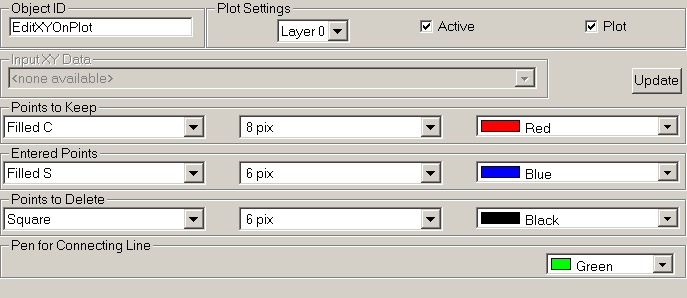 Object ID
Plot Settings
EditXYOnPlot
Layer 0
Active
Plot
Input XY Data
<none available>
Update
Points to Keep
Filled C
8 pix
Red
Entered Points
Filled S
6 pix
Blue
Points to Delete
Square
6 pix
Black
Pen for Connecting Line
Green